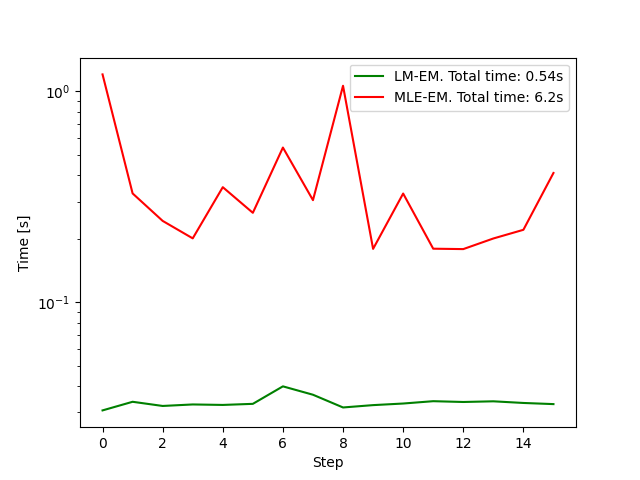 LM-EM. Total time: 0.54s
MLE-EM. Total time: 6.2s
10⁰
10⁻¹
Time [s]
0 2 4 6 8 10 12 14
Step